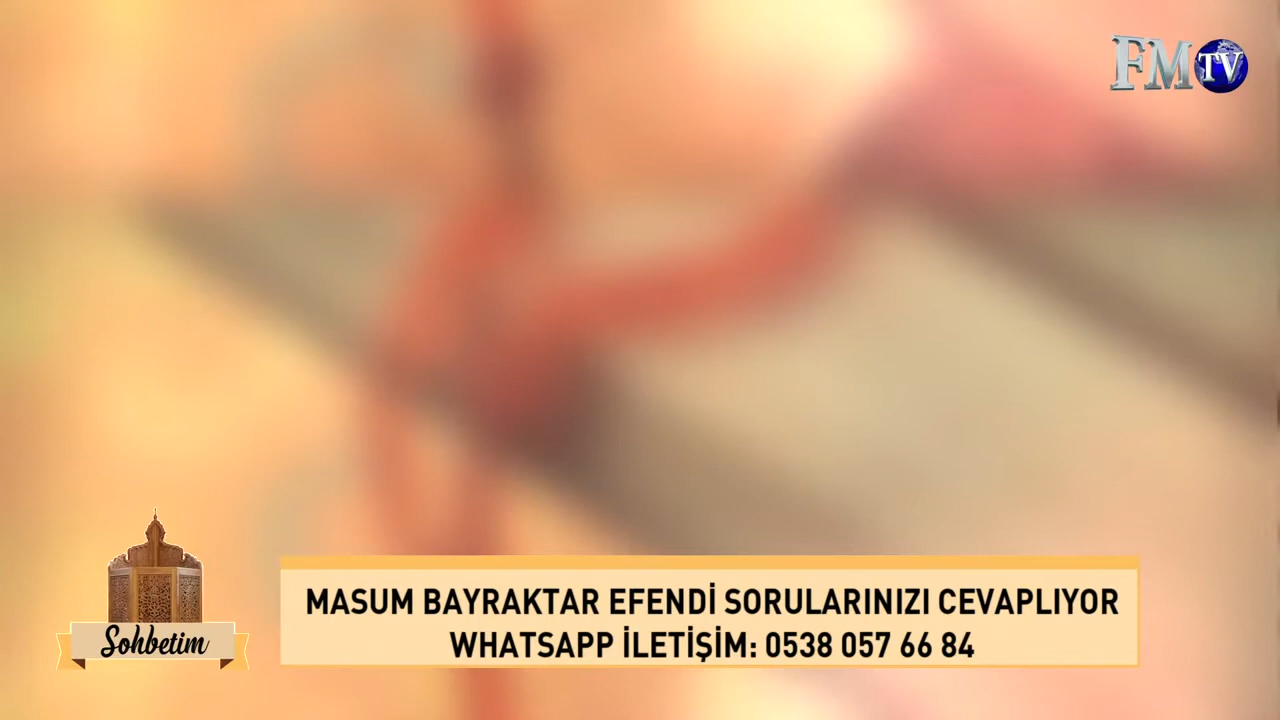 FM TV
MASUM BAYRAKTAR EFENDİ SORULARINIZI CEVAPLIYOR
WHATSAPP İLETİŞİM: 0538 057 66 84
Sohbetim